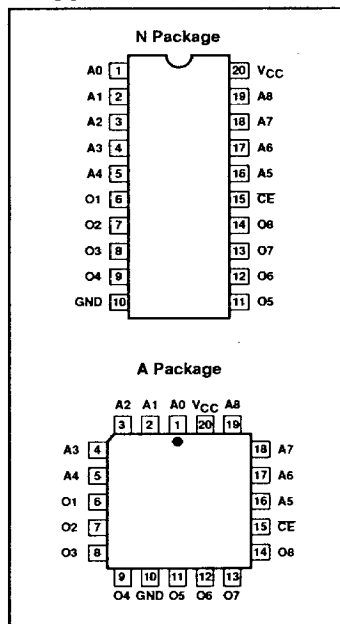 N Package
A0 1 20 VCC
A1 2 19 A8
A2 3 18 A7
A3 4 17 A6
A4 5 16 A5
O1 6 15 C̅E̅
O2 7 14 O8
O3 8 13 O7
O4 9 12 O6
GND 10 11 O5
A Package
A2 A1 A0 VCC A8
3 2 1 20 19
A3 4 18 A7
A4 5 17 A6
O1 6 16 A5
O2 7 15 C̅E̅
O3 8 14 O8
9 10 11 12 13
O4 GND O5 O6 O7